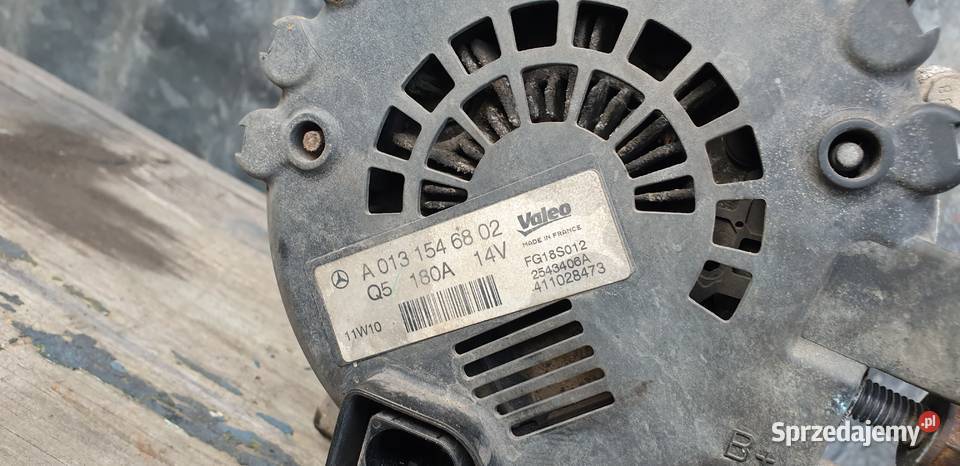 A 013 154 68 02
Q5 180A 14V
11W10
Valeo
MADE IN FRANCE
FG18S012
2543406A
411028473
B+
Sprzedajemy.pl